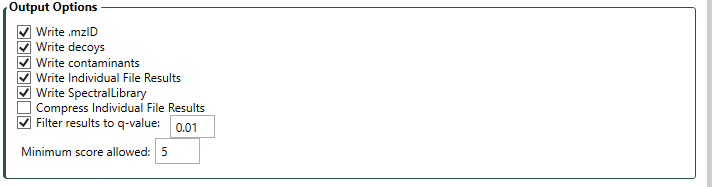 Output Options
Write .mzID
Write decoys
Write contaminants
Write Individual File Results
Write SpectralLibrary
Compress Individual File Results
Filter results to q-value: 0.01
Minimum score allowed: 5